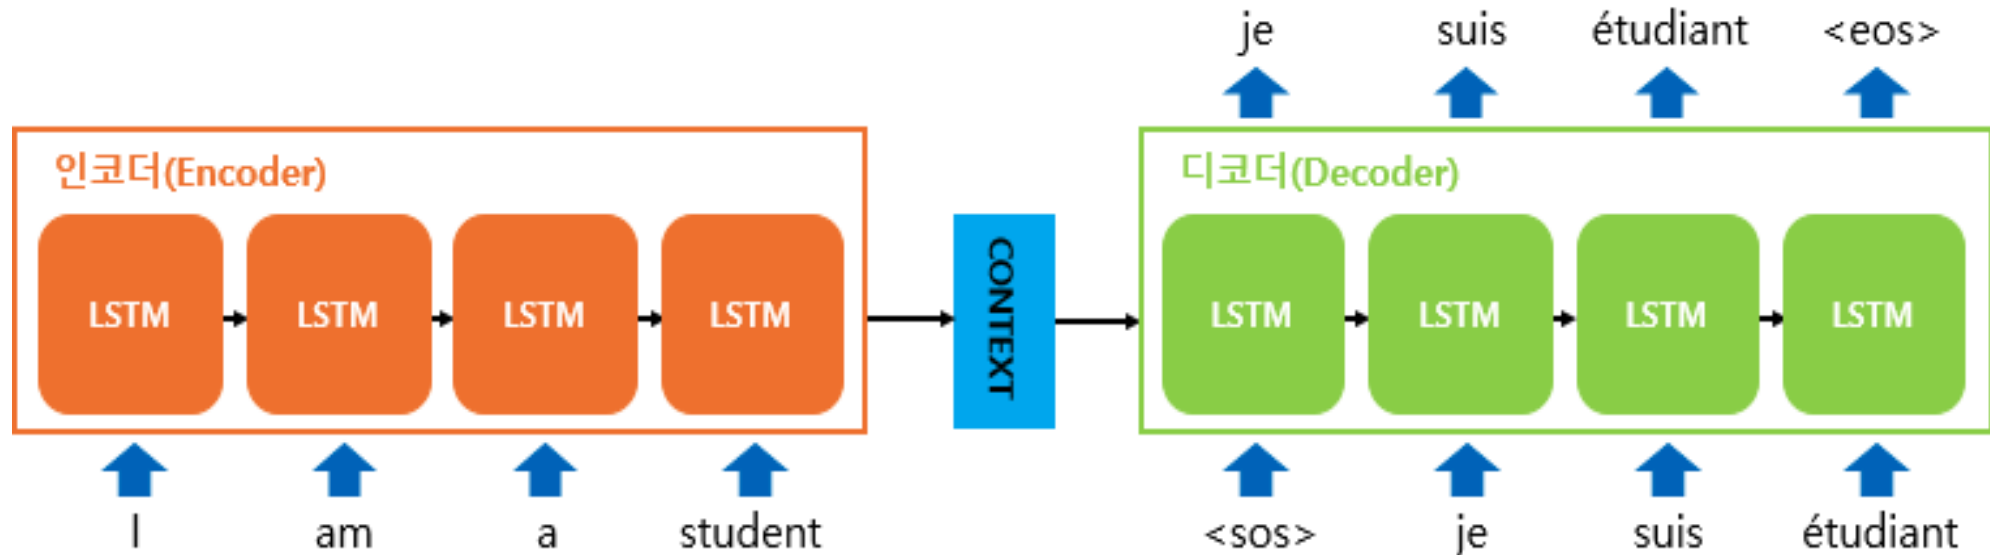 je suis étudiant <eos>
인코더(Encoder)
디코더(Decoder)
LSTM LSTM LSTM LSTM
CONTEXT
LSTM LSTM LSTM LSTM
I am a student
<sos> je suis étudiant